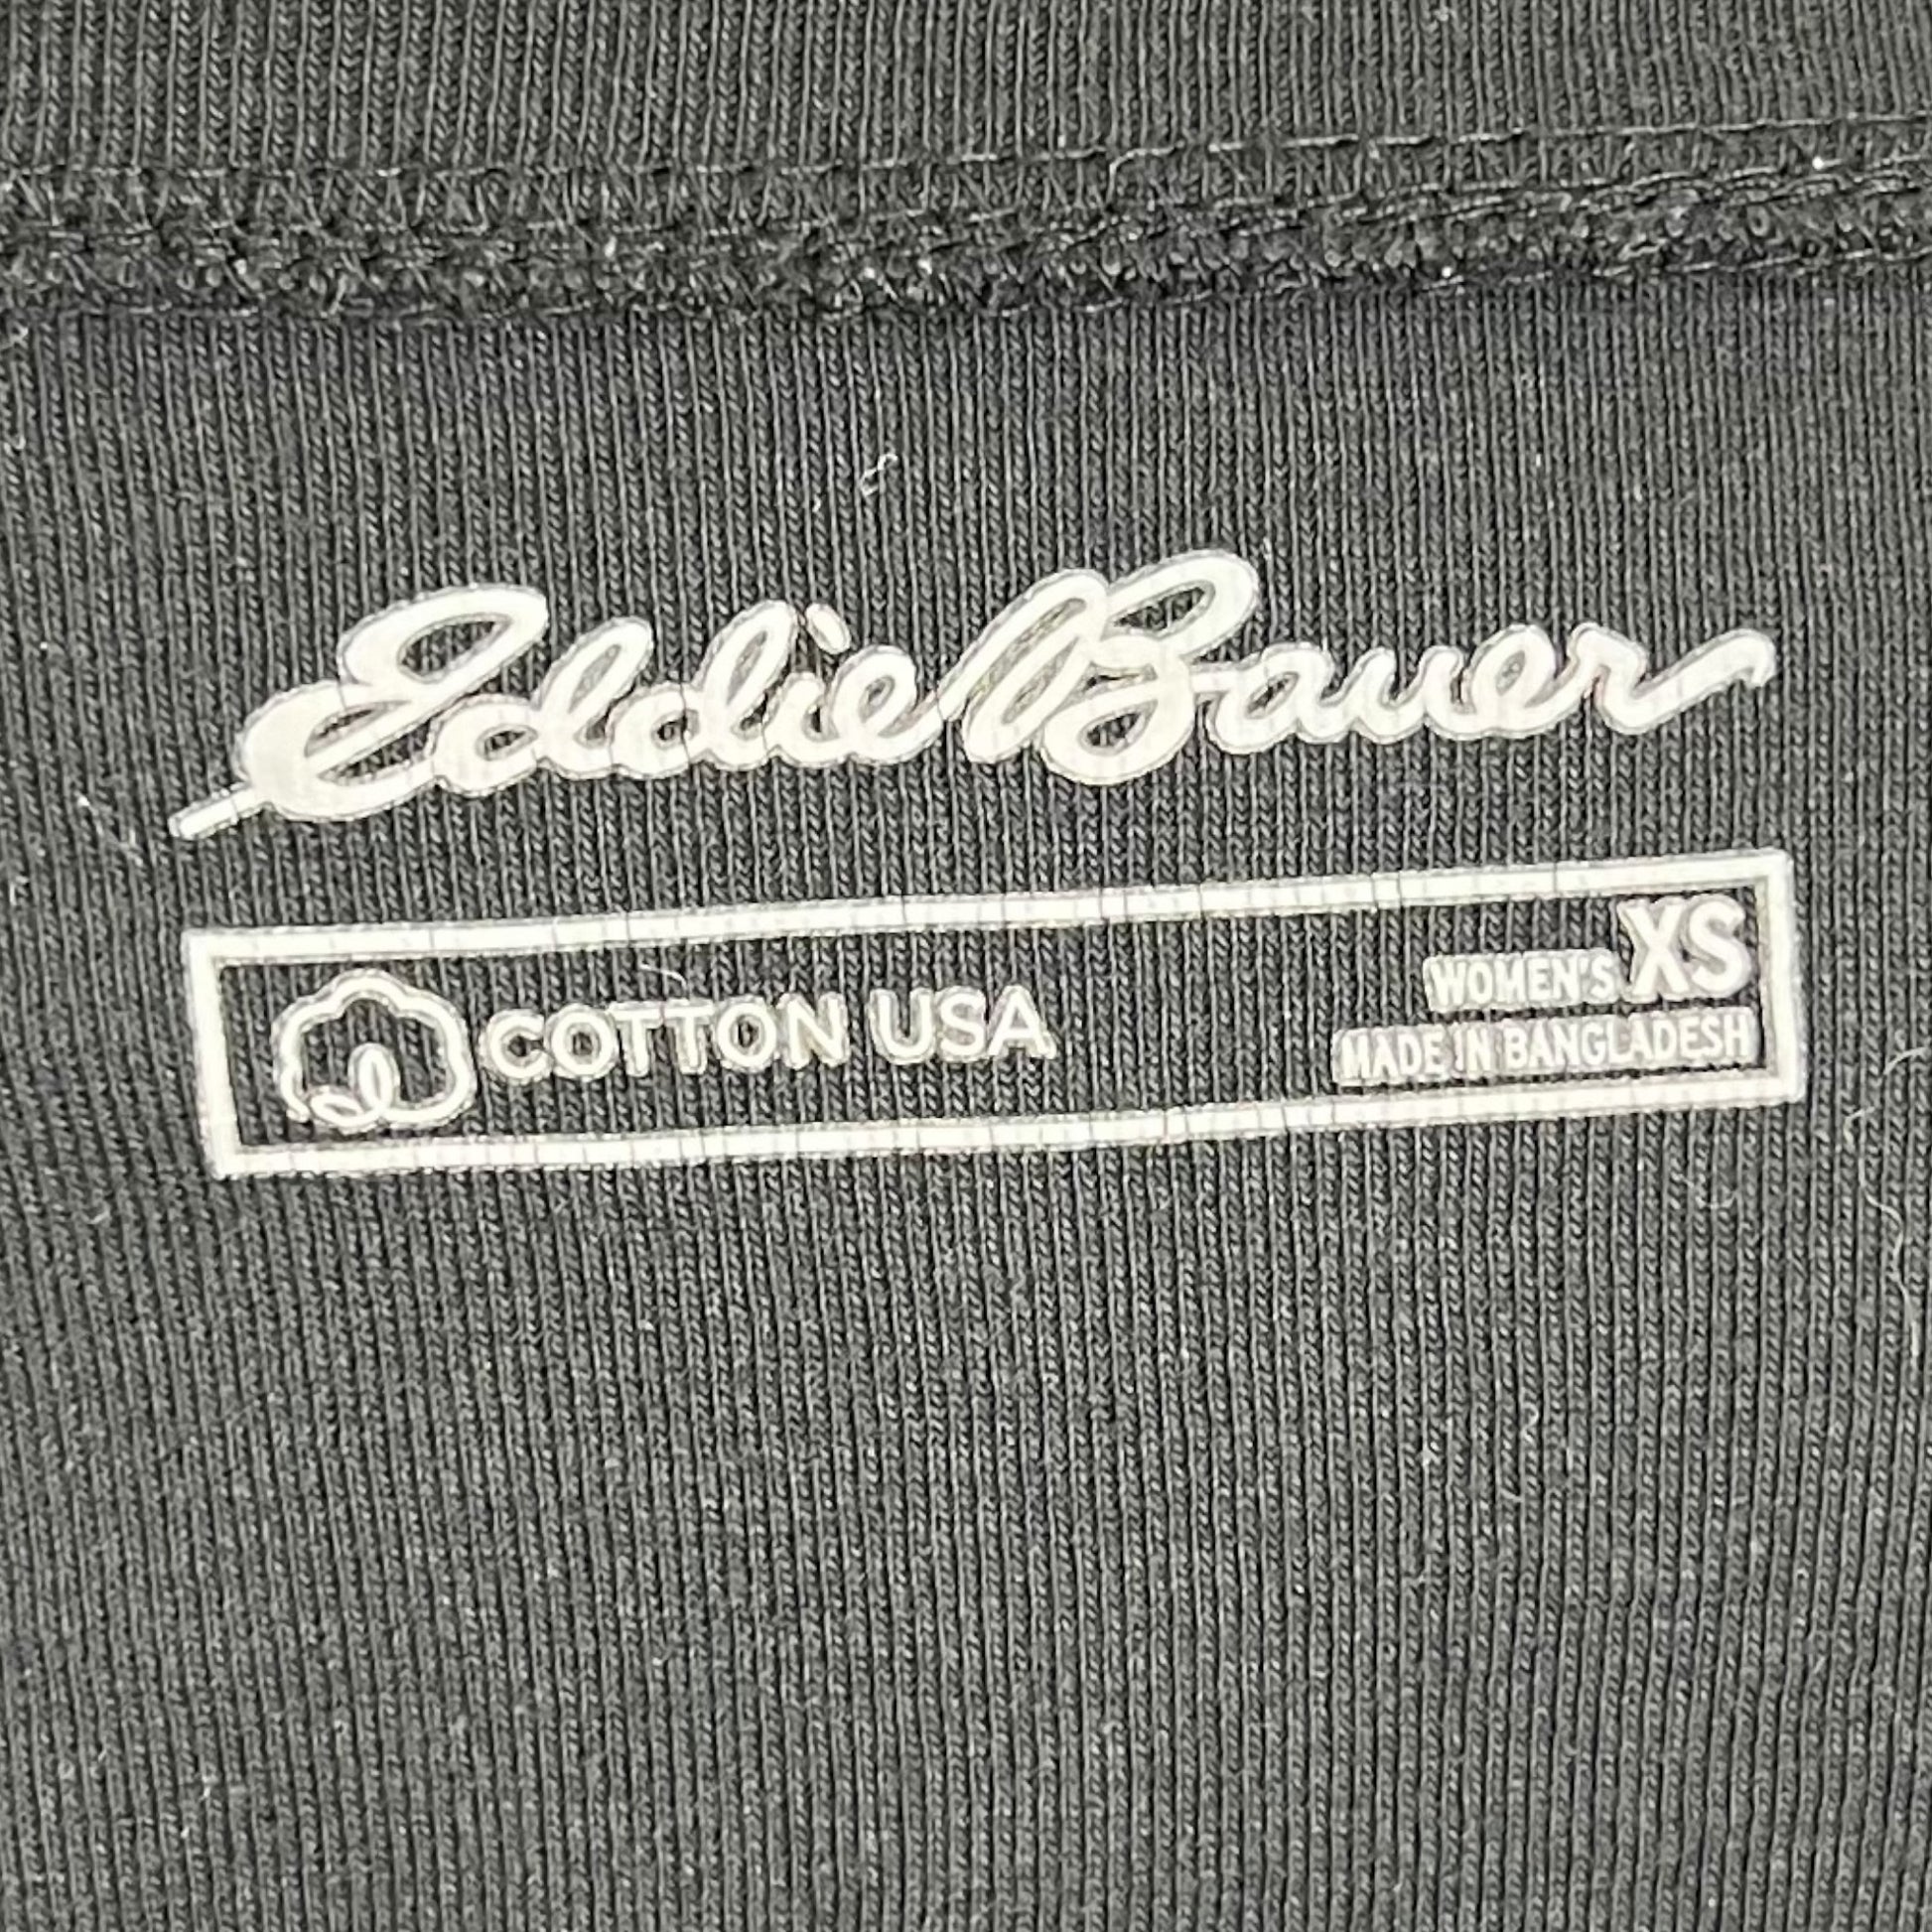 Eddie Bauer
COTTON USA
WOMEN'S XS
MADE IN BANGLADESH